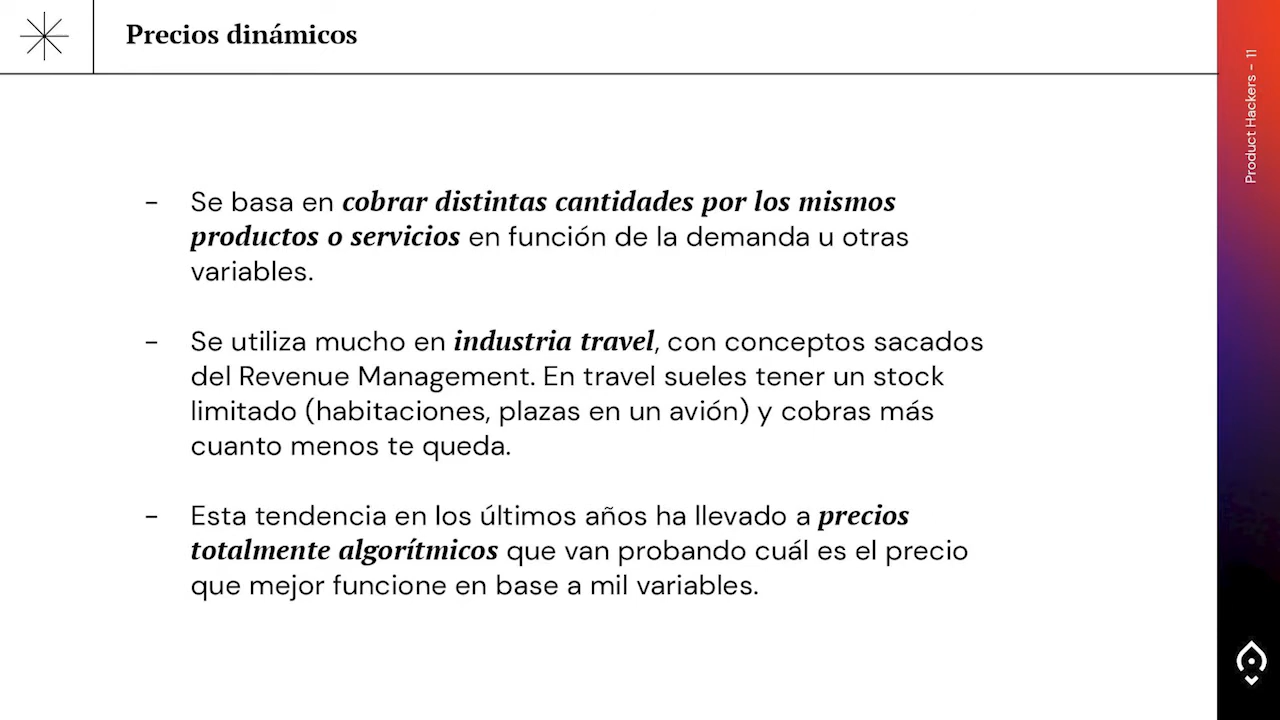 Precios dinámicos
Product Hackers - 11
- Se basa en cobrar distintas cantidades por los mismos
productos o servicios en función de la demanda u otras
variables.
- Se utiliza mucho en industria travel, con conceptos sacados
del Revenue Management. En travel sueles tener un stock
limitado (habitaciones, plazas en un avión) y cobras más
cuanto menos te queda.
- Esta tendencia en los últimos años ha llevado a precios
totalmente algorítmicos que van probando cuál es el precio
que mejor funcione en base a mil variables.